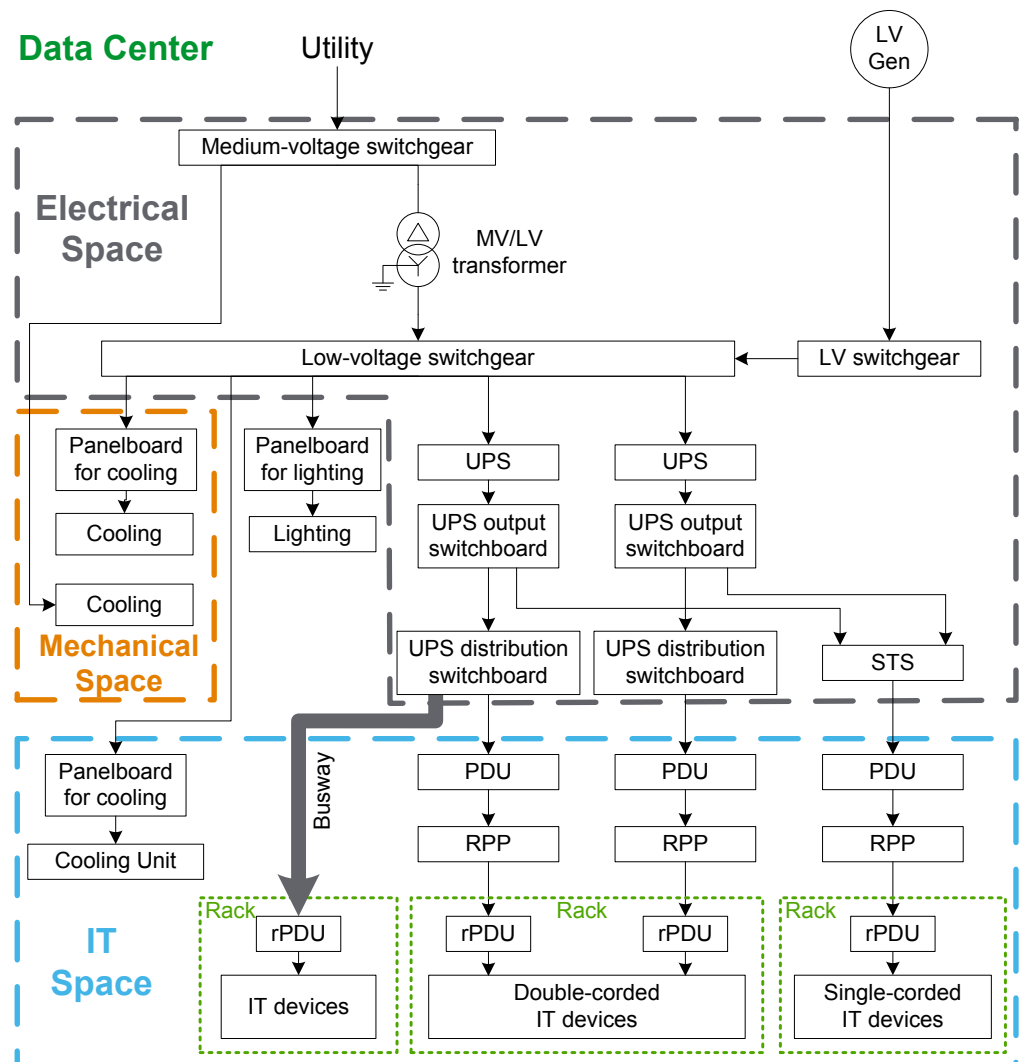 Data Center
Utility
LV
Gen
Medium-voltage switchgear
Electrical
Space
MV/LV
transformer
Low-voltage switchgear
LV switchgear
Panelboard
for cooling
Panelboard
for lighting
UPS
UPS
Cooling
Lighting
UPS output
switchboard
UPS output
switchboard
Cooling
Mechanical
Space
UPS distribution
switchboard
UPS distribution
switchboard
STS
Panelboard
for cooling
Busway
PDU
PDU
PDU
Cooling Unit
RPP
RPP
RPP
IT
Space
Rack
rPDU
IT devices
Rack
rPDU
rPDU
Double-corded
IT devices
Rack
rPDU
Single-corded
IT devices